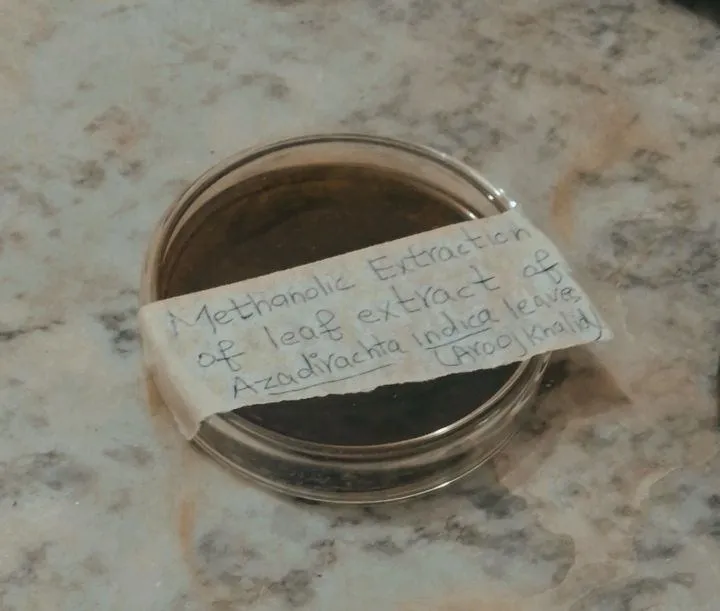 Methanolic Extraction
of leaf extract of
Azadirachta indica leaves
(Arooj Khalid)